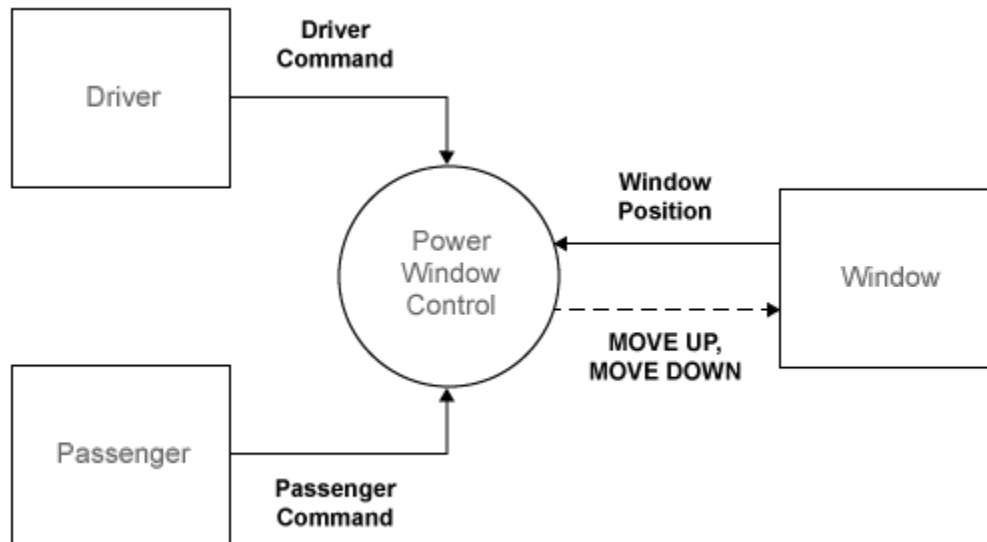 Driver
Command
Driver
Window
Position
Power
Window
Control
Window
MOVE UP,
MOVE DOWN
Passenger
Passenger
Command